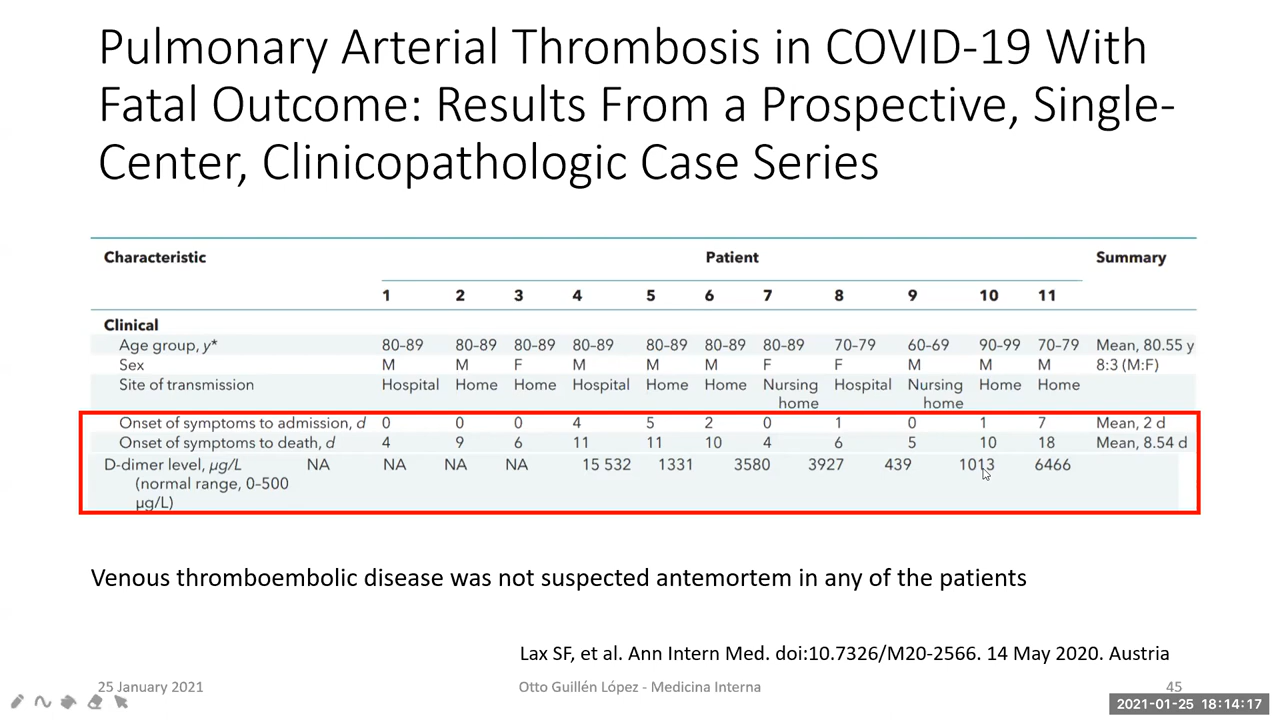 Pulmonary Arterial Thrombosis in COVID-19 With
Fatal Outcome: Results From a Prospective, Single-
Center, Clinicopathologic Case Series
Characteristic Patient Summary
1 2 3 4 5 6 7 8 9 10 11
Clinical
Age group, y* 80–89 80–89 80–89 80–89 80–89 80–89 80–89 70–79 60–69 90–99 70–79 Mean, 80.55 y
Sex M M F M M M F F M M M 8:3 (M:F)
Site of transmission Hospital Home Home Hospital Home Home Nursing Hospital Nursing Home Home
home home
Onset of symptoms to admission, d 0 0 0 4 5 2 0 1 0 1 7 Mean, 2 d
Onset of symptoms to death, d 4 9 6 11 11 10 4 6 5 10 18 Mean, 8.54 d
D-dimer level, µg/L NA NA NA NA 15 532 1331 3580 3927 439 1013 6466
(normal range, 0–500
µg/L)
Venous thromboembolic disease was not suspected antemortem in any of the patients
Lax SF, et al. Ann Intern Med. doi:10.7326/M20-2566. 14 May 2020. Austria
25 January 2021 Otto Guillén López - Medicina Interna 45
2021-01-25 18:14:17